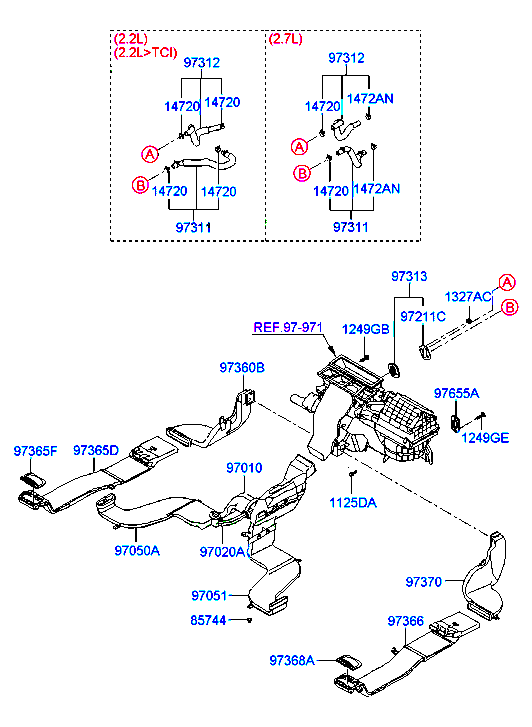 (2.2L)
(2.2L>TCI)
(2.7L)
97312
97312
14720
14720
14720
1472AN
A
A
B
B
14720
14720
14720
1472AN
97311
97311
97313
A
1327AC
B
97211C
REF.97-971
1249GB
97360B
97655A
1249GE
97365F
97365D
97010
1125DA
97050A
97020A
97370
97051
85744
97366
97368A